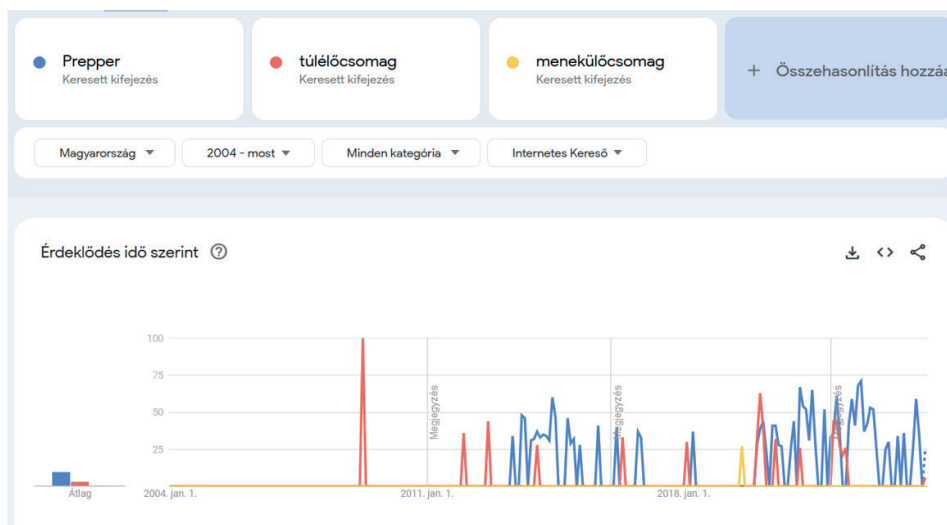 Prepper
Keresett kifejezés
túlélőcsomag
Keresett kifejezés
menekülőcsomag
Keresett kifejezés
+ Összehasonlítás hozzáa
Magyarország
2004 - most
Minden kategória
Internetes Kereső
Érdeklődés idő szerint
100
75
50
25
Megjegyzés
Megjegyzés
Megjegyzés
Átlag
2004. jan. 1.
2011. jan. 1.
2018. jan. 1.